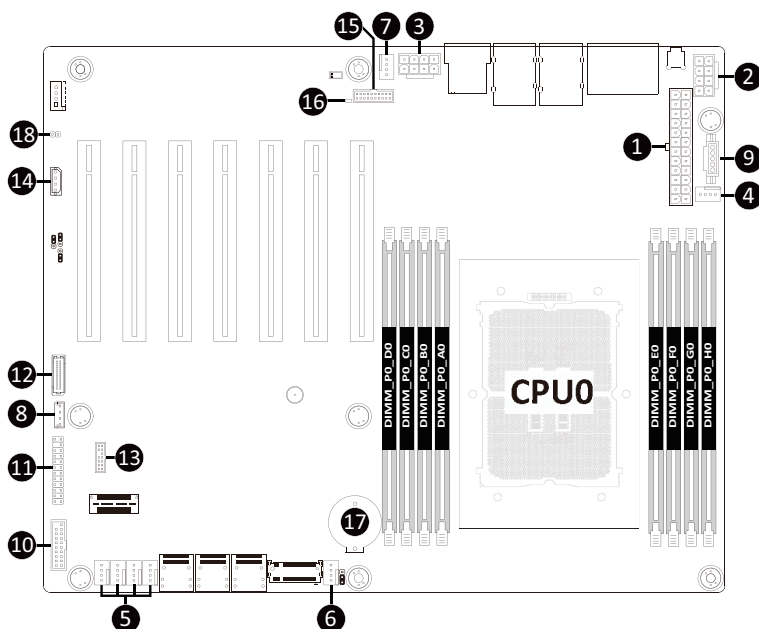 15
7
3
2
16
18
1
9
14
4
DIMM_P0_D0
DIMM_P0_C0
DIMM_P0_B0
DIMM_P0_A0
CPU0
DIMM_P0_E0
DIMM_P0_F0
DIMM_P0_G0
DIMM_P0_H0
12
8
13
11
17
10
5
6